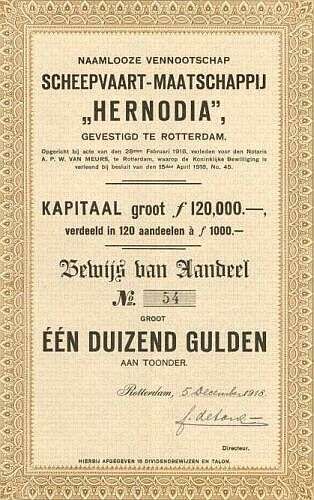 NAAMLOOZE VENNOOTSCHAP
SCHEEPVAART-MAATSCHAPPIJ
„HERNODIA”,
GEVESTIGD TE ROTTERDAM.
Opgericht bij acte van den 28sten Februari 1918, verleden voor den Notaris
A. P. W. VAN MEURS, te Rotterdam, waarop de Koninklijke Bewilliging is
verleend bij besluit van den 15den April 1918, No. 45.
KAPITAAL groot ƒ 120,000.—,
verdeeld in 120 aandeelen à ƒ 1000.—
Bewijs van Aandeel
No. 54
GROOT
ÉÉN DUIZEND GULDEN
AAN TOONDER.
Rotterdam, 5 December 1918.
Directeur.
HIERBIJ AFGEGEVEN 15 DIVIDENDBEWIJZEN EN TALON.